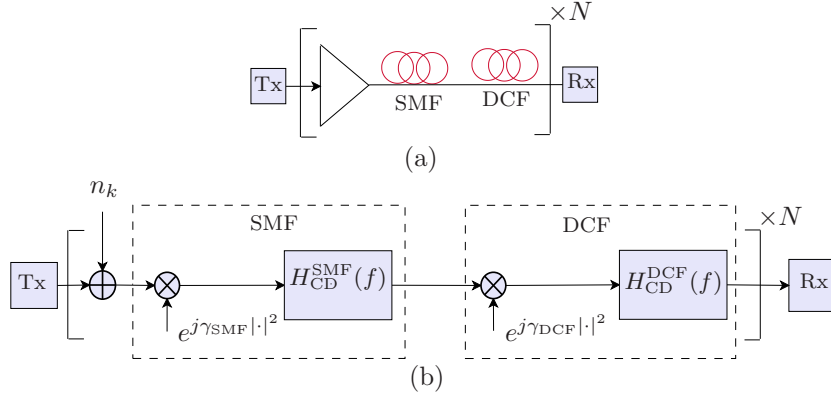 ×N
Tx
Rx
SMF DCF
(a)
n_k
SMF DCF
×N
Tx
H_CD^SMF(f)
H_CD^DCF(f)
Rx
e^{jγ_SMF|·|^2}
e^{jγ_DCF|·|^2}
(b)